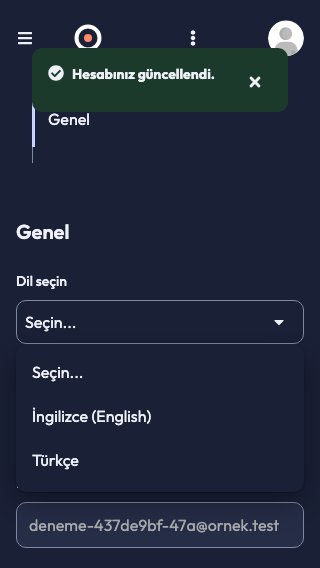 Hesabınız güncellendi.
Genel
Genel
Dil seçin
Seçin...
Seçin...
İngilizce (English)
Türkçe
deneme-437de9bf-47a@ornek.test